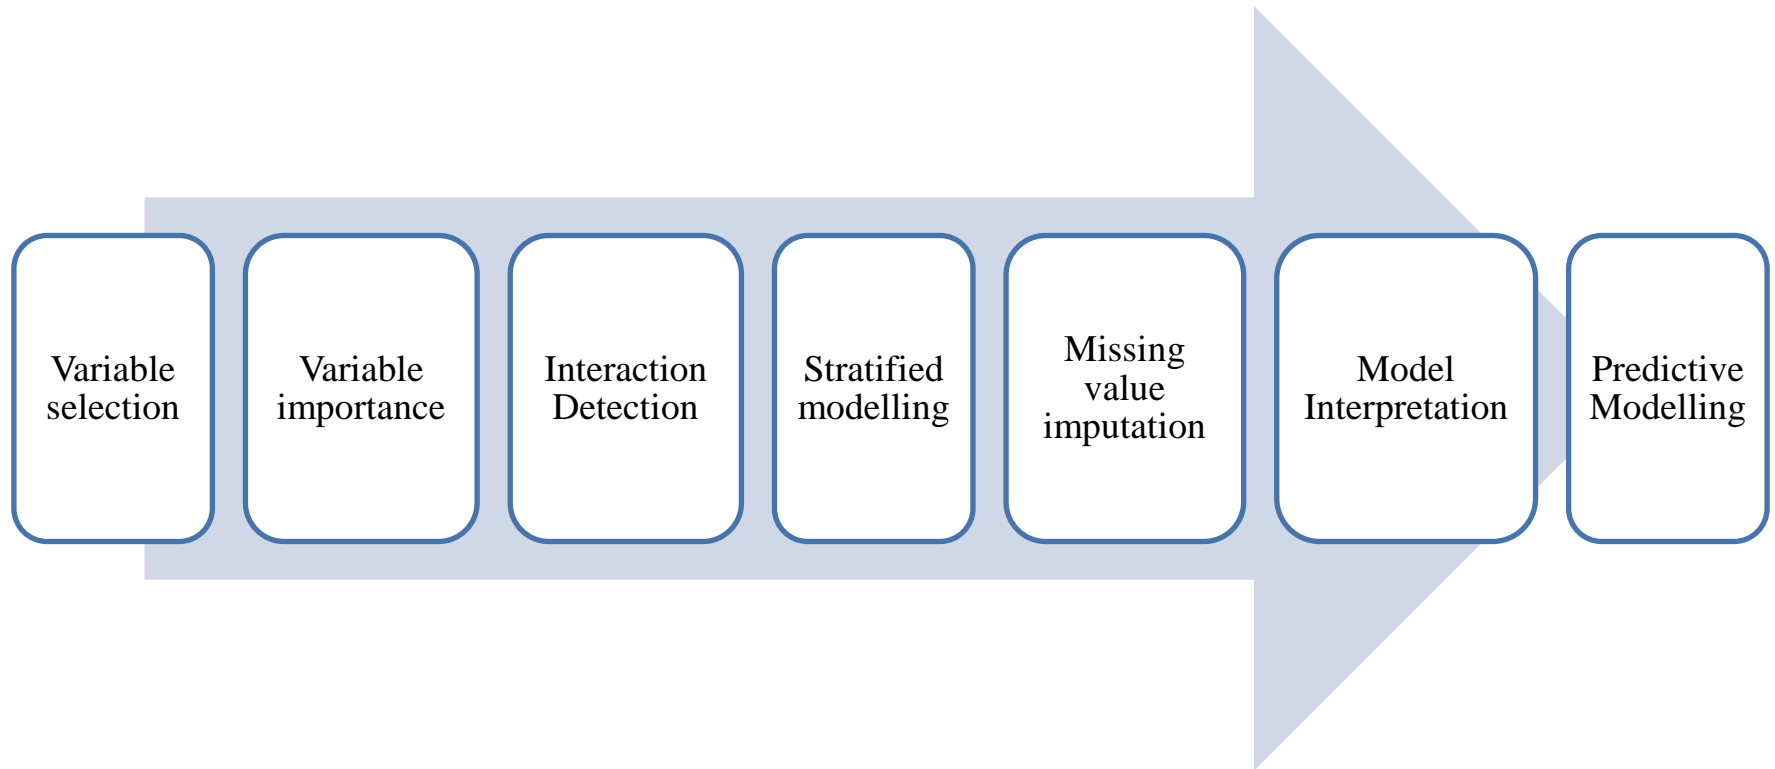 Variable
selection
Variable
importance
Interaction
Detection
Stratified
modelling
Missing
value
imputation
Model
Interpretation
Predictive
Modelling